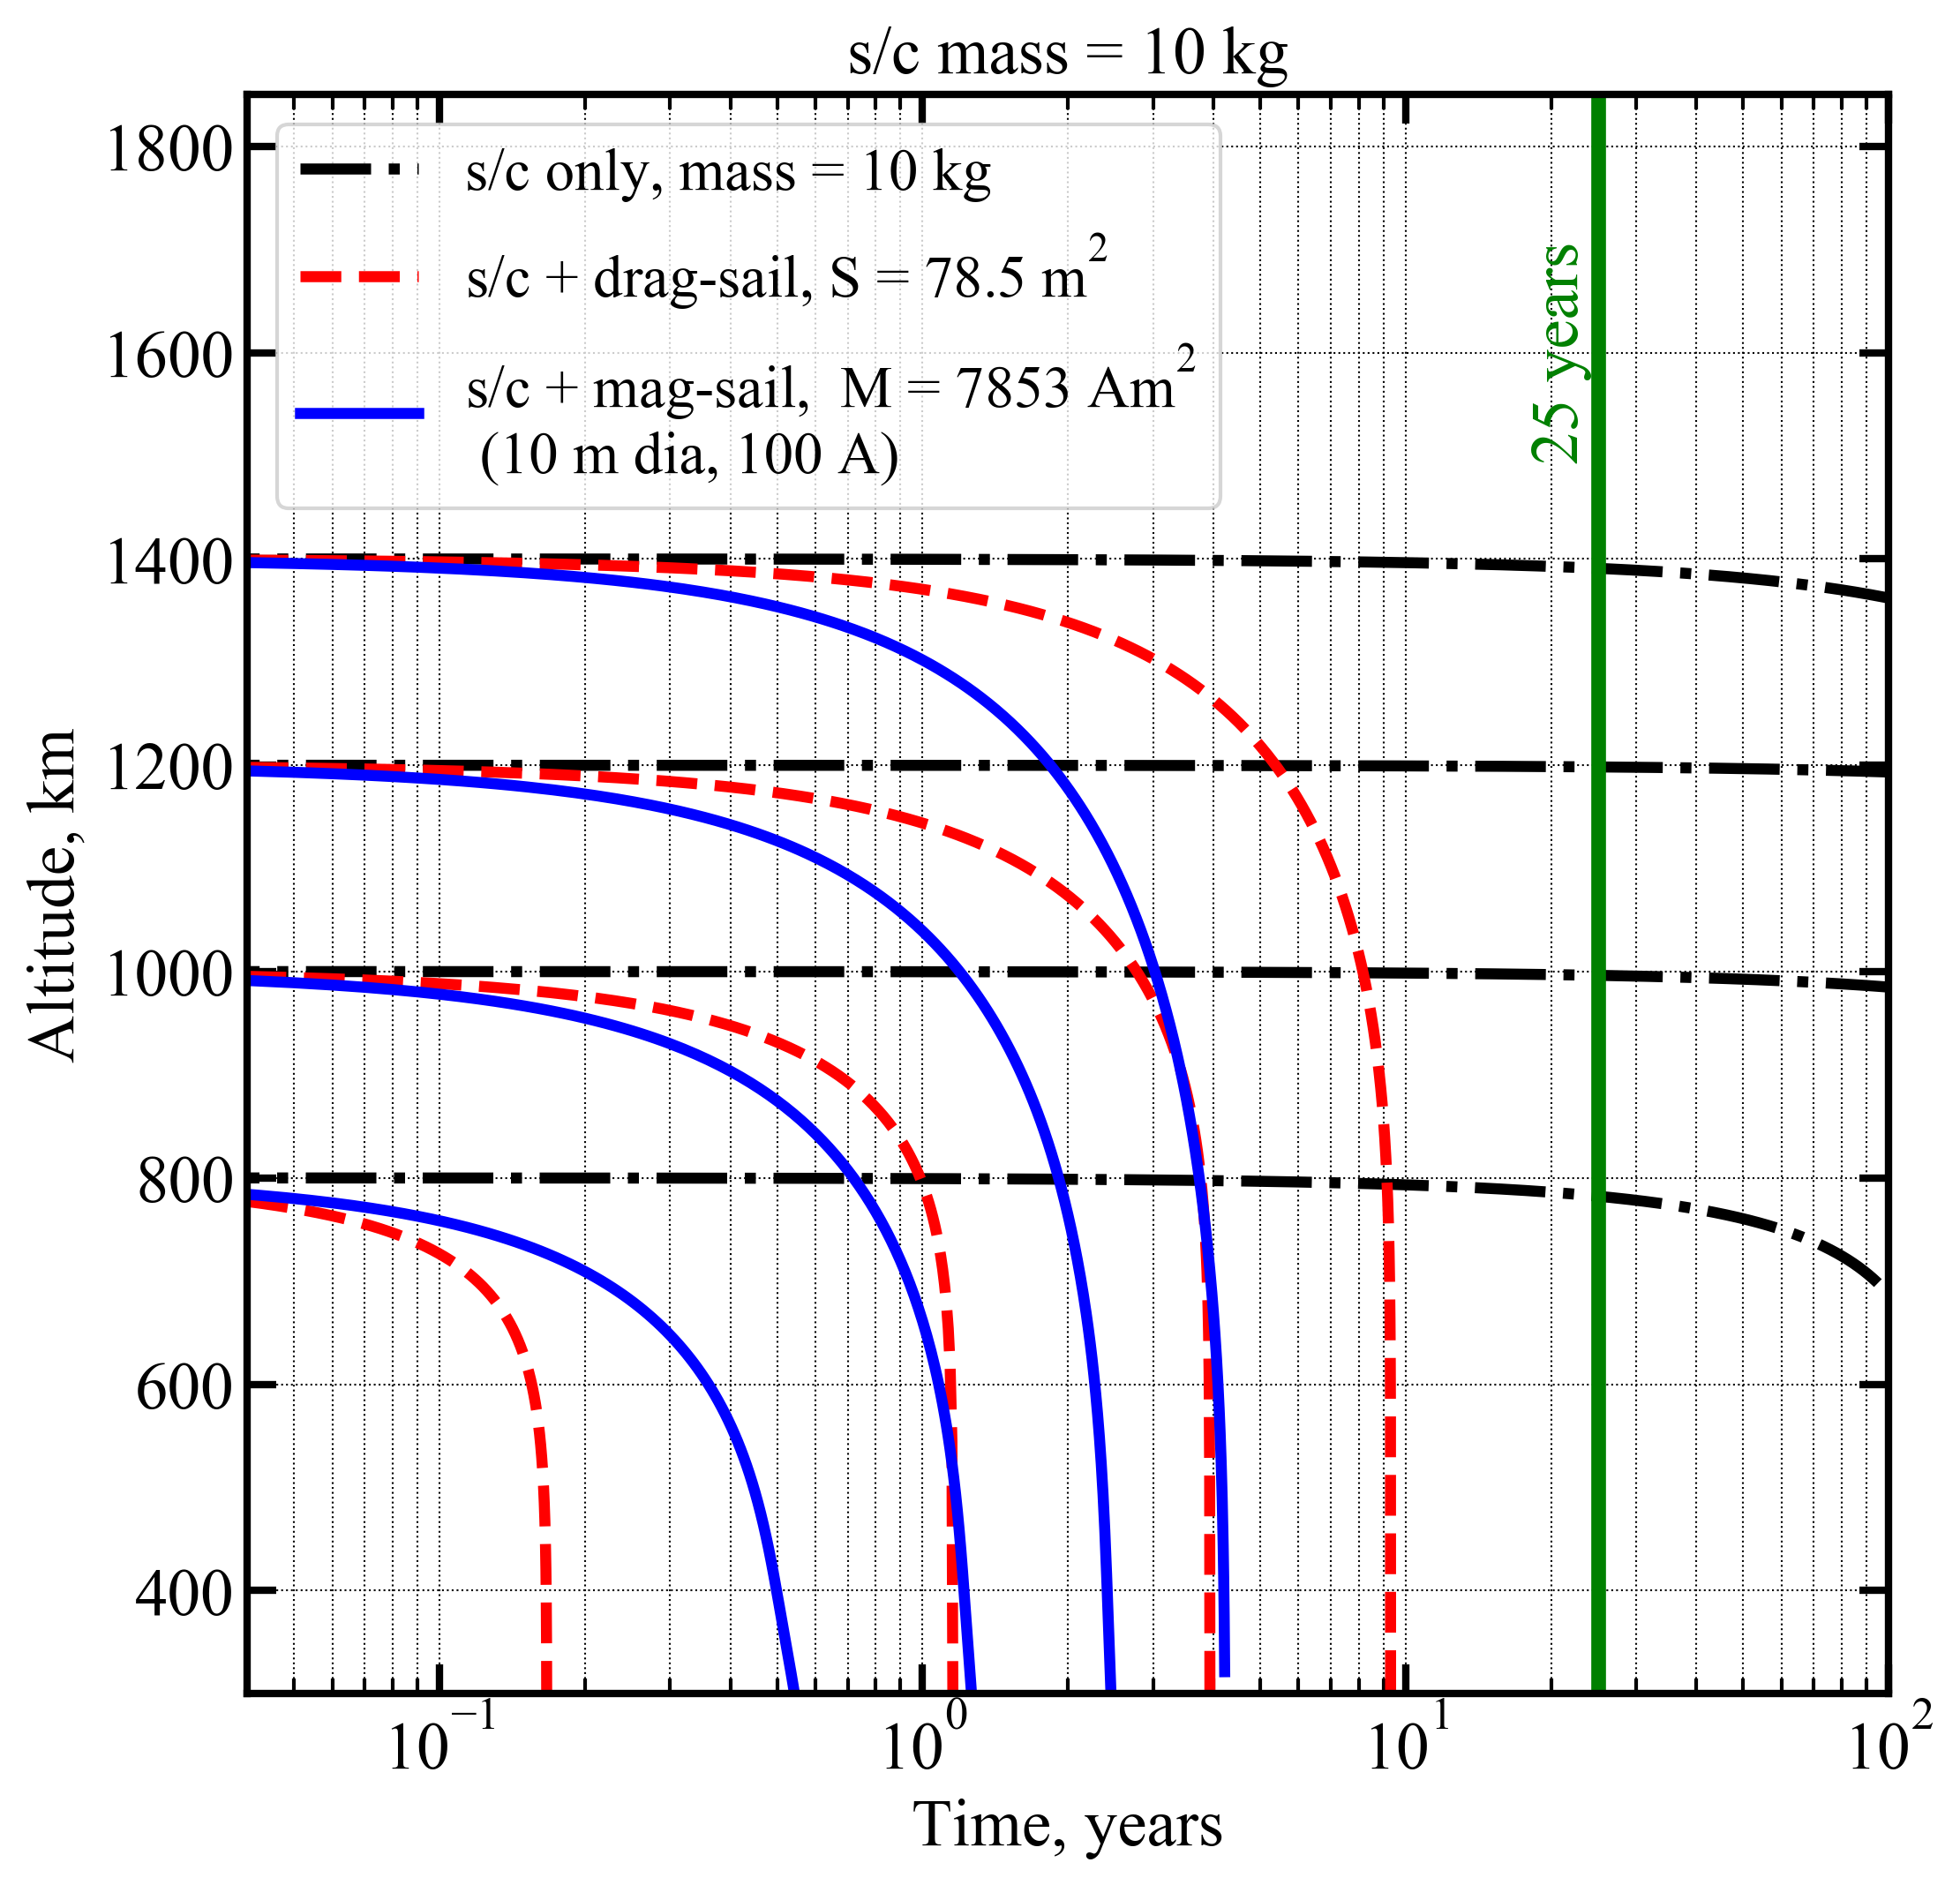 s/c mass = 10 kg
1800
1600
1400
1200
1000
800
600
400
Altitude, km
s/c only, mass = 10 kg
s/c + drag-sail, S = 78.5 m²
s/c + mag-sail,  M = 7853 Am²
(10 m dia, 100 A)
25 years
10⁻¹
10⁰
10¹
10²
Time, years